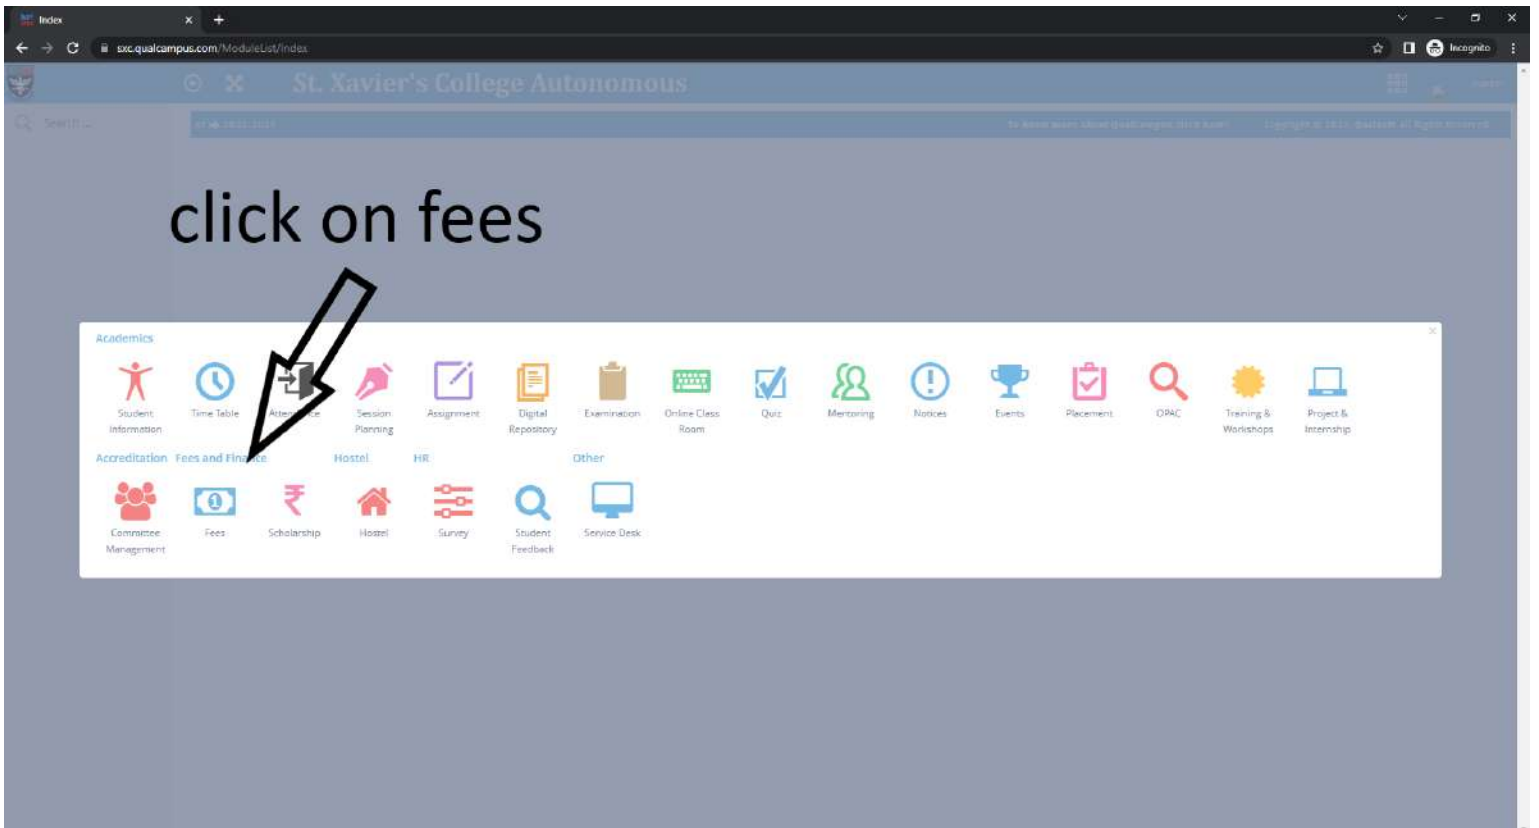 Index
sxc.qualcampus.com/ModuleList/Index
Incognito
St. Xavier's College Autonomous
Search ...
click on fees
Academics
Student Information
Time Table
Attendance
Session Planning
Assignment
Digital Repository
Examination
Online Class Room
Quiz
Mentoring
Notices
Events
Placement
OPAC
Training & Workshops
Project & Internship
Accreditation
Fees and Finance
Hostel
HR
Other
Committee Management
Fees
Scholarship
Hostel
Survey
Student Feedback
Service Desk